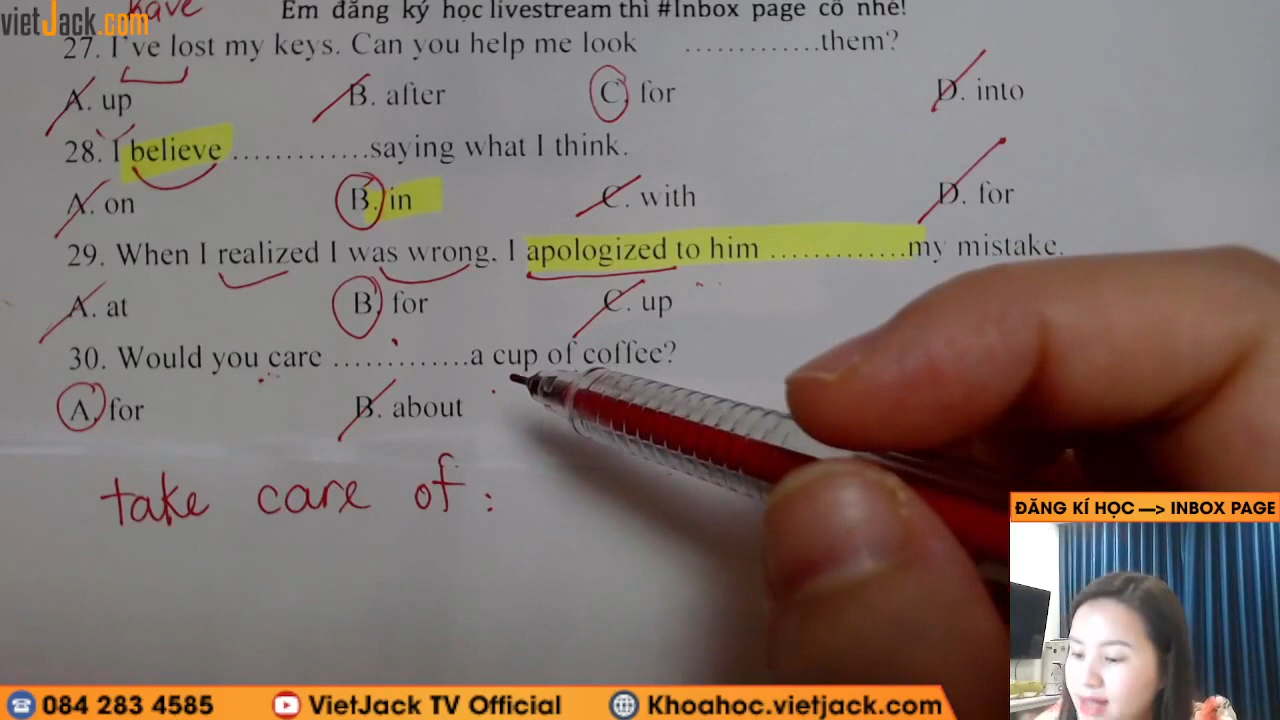 have
Em đăng ký học livestream thì #Inbox page cô nhé!
vietJack.com
27. I've lost my keys. Can you help me look .............them?
A. up B. after C. for D. into
28. I believe .............saying what I think.
A. on B. in C. with D. for
29. When I realized I was wrong. I apologized to him .............my mistake.
A. at B. for C. up
30. Would you care .............a cup of coffee?
A. for B. about
take care of :
ĐĂNG KÍ HỌC —> INBOX PAGE
084 283 4585 VietJack TV Official Khoahoc.vietjack.com